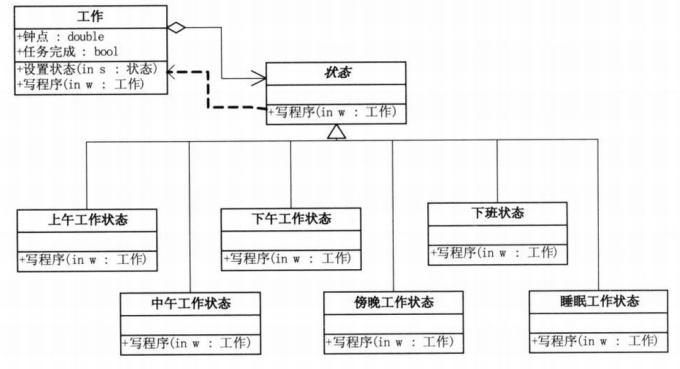 工作
+钟点 : double
+任务完成 : bool
+设置状态(in s : 状态)
+写程序(in w : 工作)
状态
+写程序(in w : 工作)
上午工作状态
+写程序(in w : 工作)
下午工作状态
+写程序(in w : 工作)
下班状态
+写程序(in w : 工作)
中午工作状态
+写程序(in w : 工作)
傍晚工作状态
+写程序(in w : 工作)
睡眠工作状态
+写程序(in w : 工作)